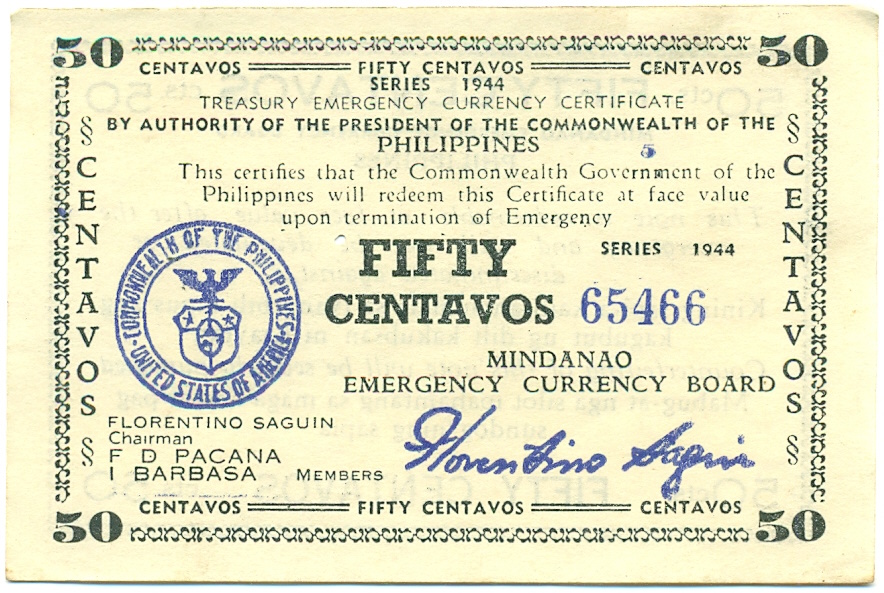 50 50
CENTAVOS FIFTY CENTAVOS CENTAVOS
SERIES 1944
TREASURY EMERGENCY CURRENCY CERTIFICATE
§ BY AUTHORITY OF THE PRESIDENT OF THE COMMONWEALTH OF THE §
PHILIPPINES
5
This certifies that the Commonwealth Government of the
Philippines will redeem this Certificate at face value
upon termination of Emergency
CENTAVOS
CENTAVOS
COMMONWEALTH OF THE PHILIPPINES
UNITED STATES OF AMERICA
FIFTY SERIES 1944
CENTAVOS 65466
MINDANAO
EMERGENCY CURRENCY BOARD
FLORENTINO SAGUIN
Chairman
F D PACANA
I BARBASA MEMBERS
Florentino Saguin
§ §
CENTAVOS FIFTY CENTAVOS CENTAVOS
50 50